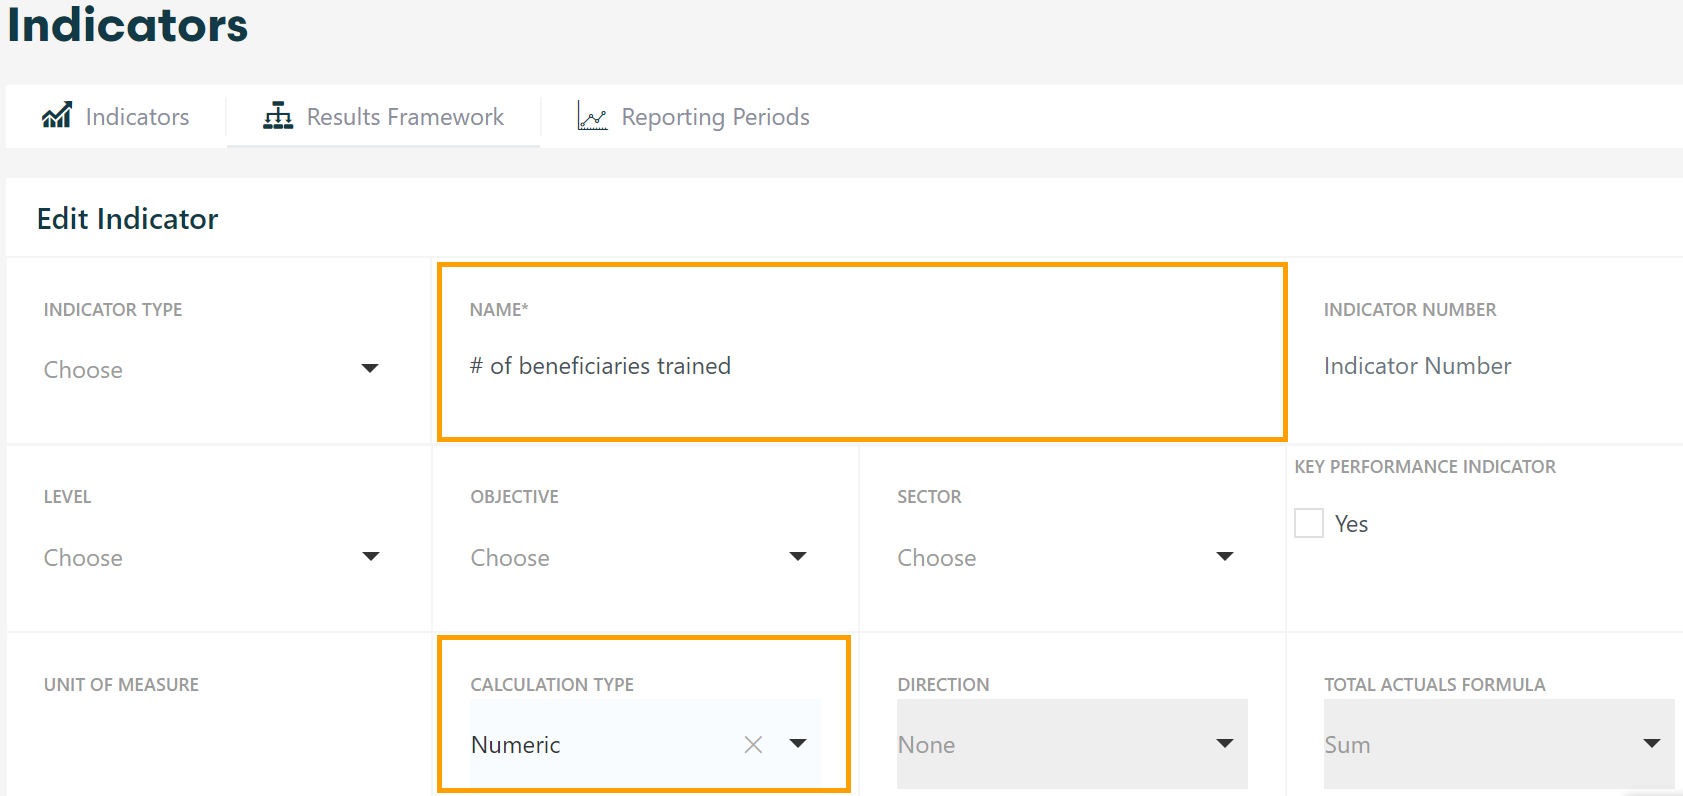 Indicators
Indicators
Results Framework
Reporting Periods
Edit Indicator
INDICATOR TYPE
Choose
NAME*
# of beneficiaries trained
INDICATOR NUMBER
Indicator Number
LEVEL
Choose
OBJECTIVE
Choose
SECTOR
Choose
KEY PERFORMANCE INDICATOR
Yes
UNIT OF MEASURE
CALCULATION TYPE
Numeric
DIRECTION
None
TOTAL ACTUALS FORMULA
Sum